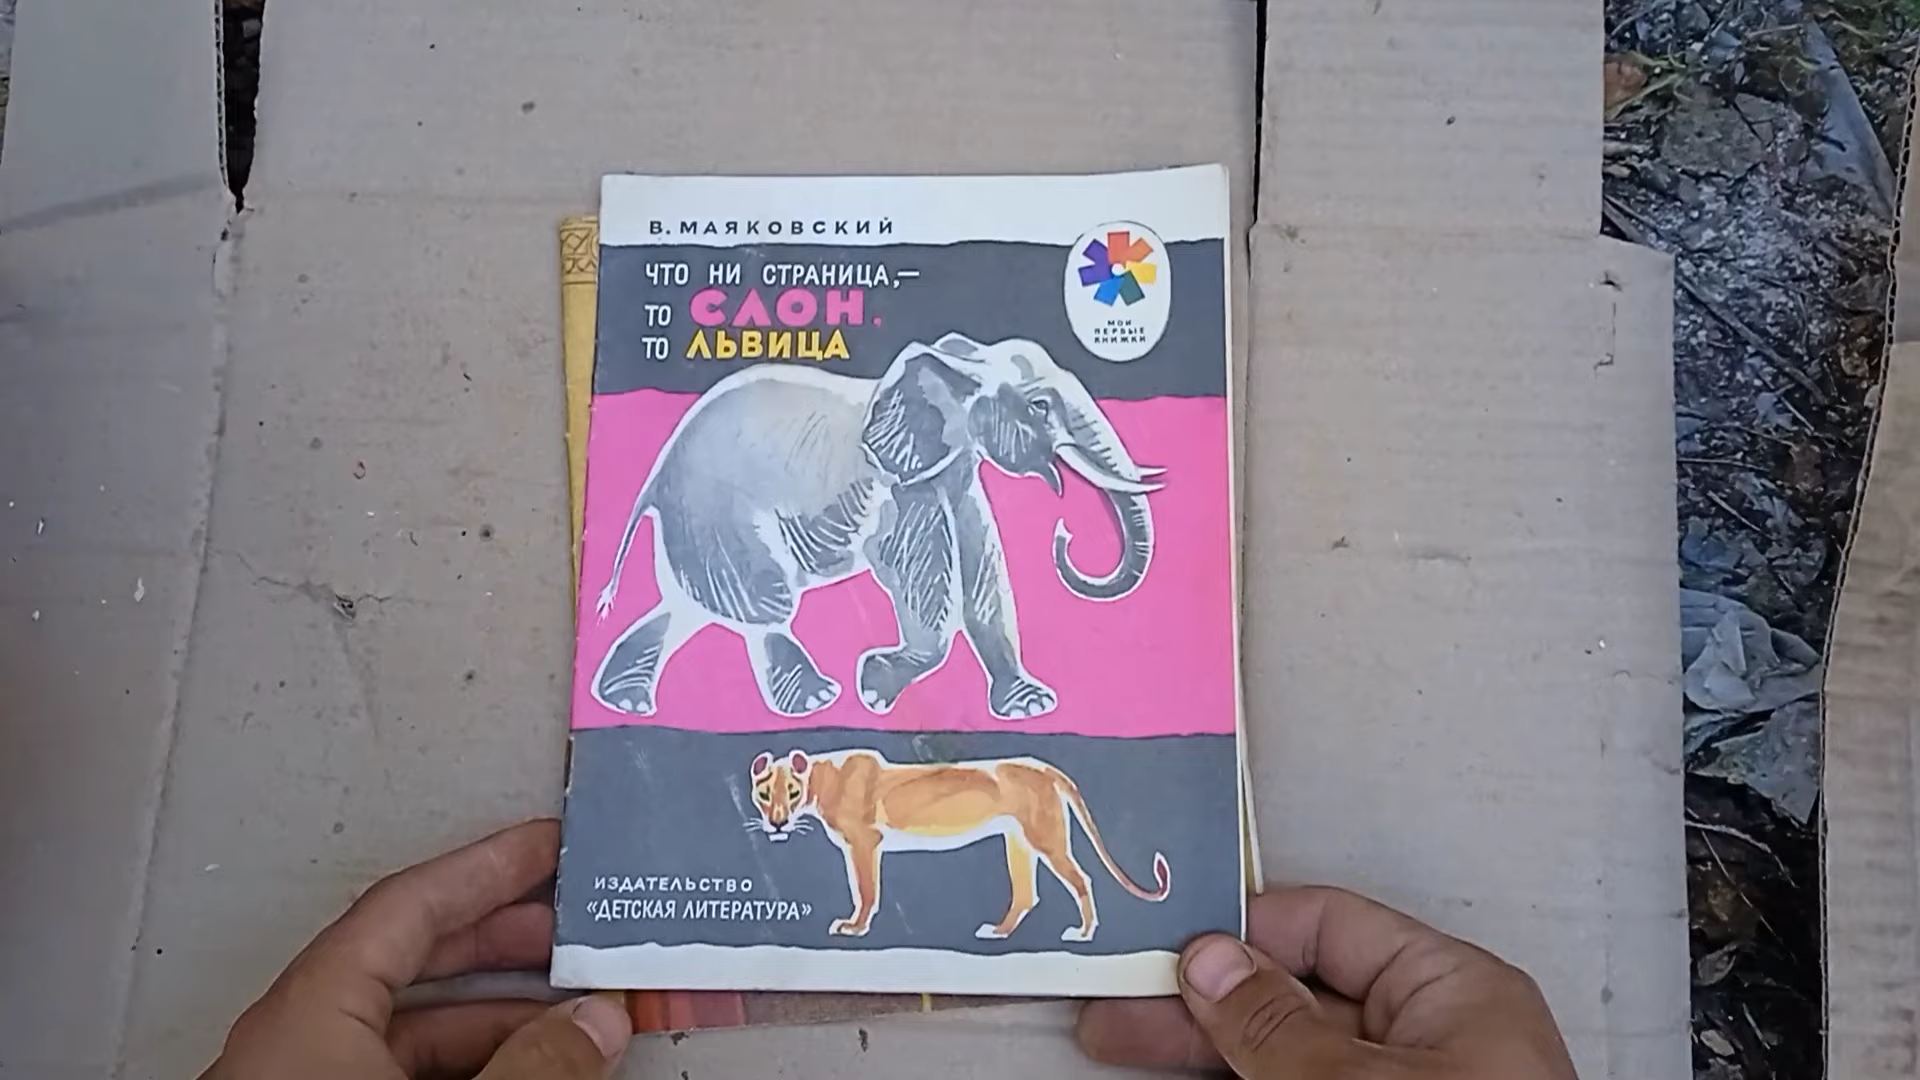 В. МАЯКОВСКИЙ
ЧТО НИ СТРАНИЦА,—
ТО СЛОН,
ТО ЛЬВИЦА
МОИ
ПЕРВЫЕ
КНИЖКИ
ИЗДАТЕЛЬСТВО
«ДЕТСКАЯ ЛИТЕРАТУРА»